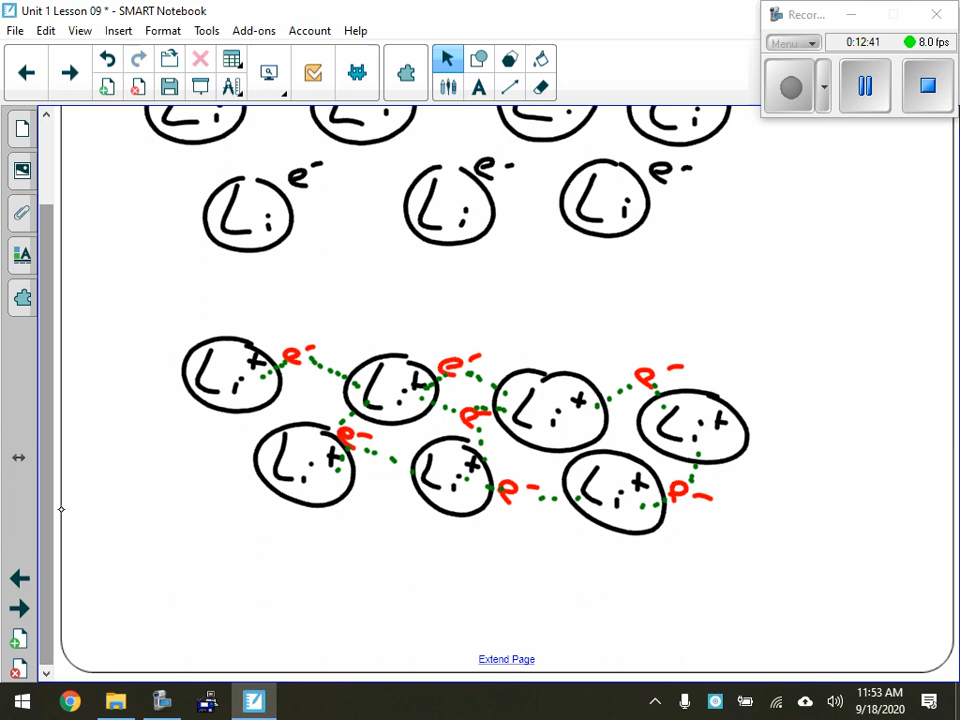 Unit 1 Lesson 09 * - SMART Notebook
Recor...
File Edit View Insert Format Tools Add-ons Account Help
Menu
0:12:41
8.0 fps
A
Li Li Li Li
e- e- e-
Li Li Li
e- e- e-
Li+ Li+ Li+ Li+
e- e-
Li+ Li+ Li+
e- e-
Extend Page
11:53 AM
9/18/2020